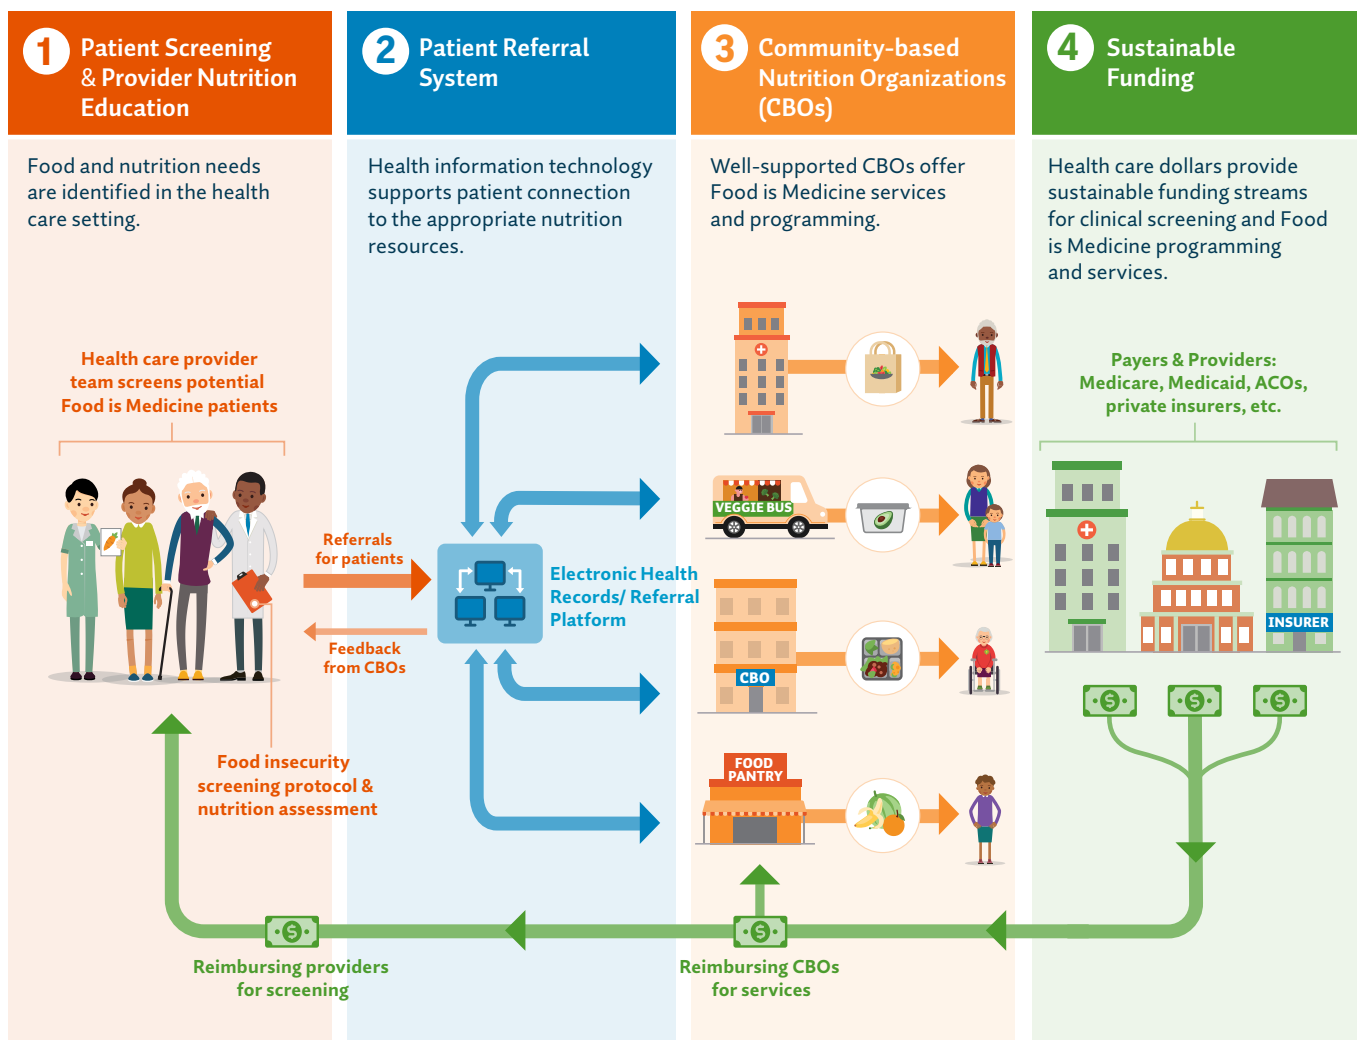 1
Patient Screening
& Provider Nutrition
Education
2
Patient Referral
System
3
Community-based
Nutrition Organizations
(CBOs)
4
Sustainable
Funding
Food and nutrition needs
are identified in the health
care setting.
Health information technology
supports patient connection
to the appropriate nutrition
resources.
Well-supported CBOs offer
Food is Medicine services
and programming.
Health care dollars provide
sustainable funding streams
for clinical screening and Food
is Medicine programming
and services.
Health care provider
team screens potential
Food is Medicine patients
Referrals
for patients
Feedback
from CBOs
Food insecurity
screening protocol &
nutrition assessment
Electronic Health
Records/ Referral
Platform
VEGGIE BUS
CBO
FOOD
PANTRY
Payers & Providers:
Medicare, Medicaid, ACOs,
private insurers, etc.
INSURER
$
$
$
$
$
Reimbursing providers
for screening
Reimbursing CBOs
for services